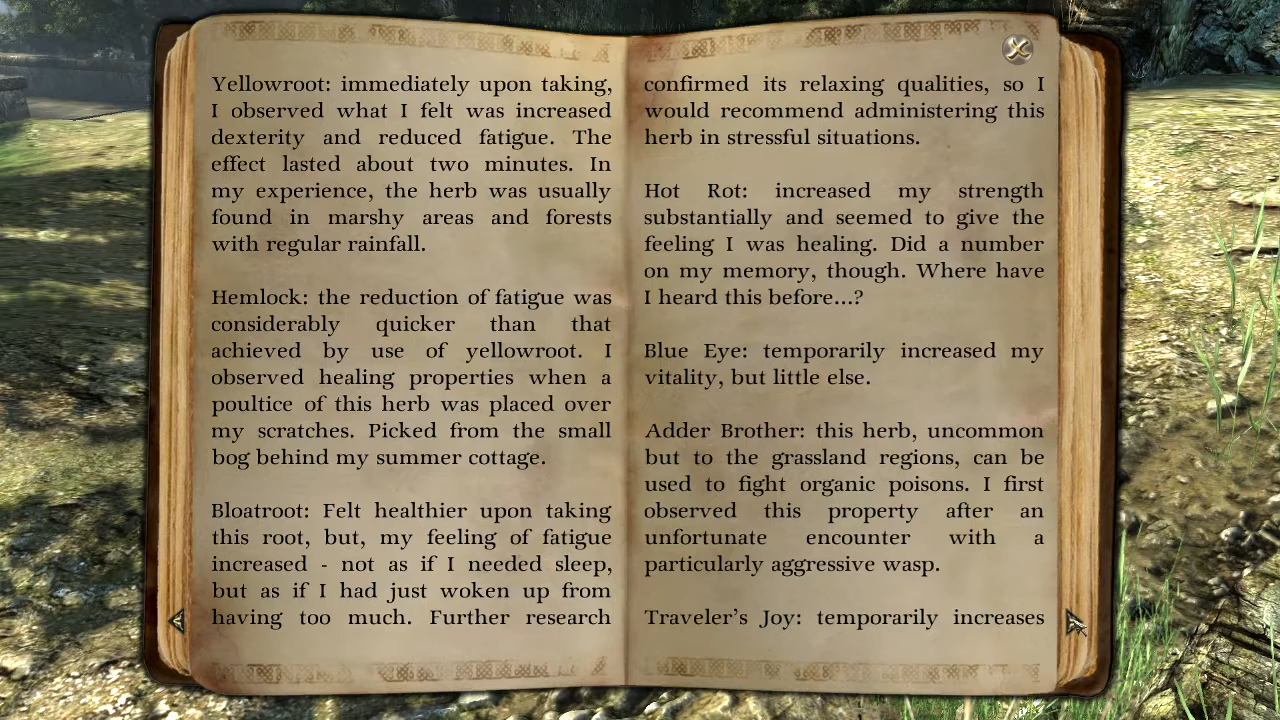 Yellowroot: immediately upon taking,
I observed what I felt was increased
dexterity and reduced fatigue. The
effect lasted about two minutes. In
my experience, the herb was usually
found in marshy areas and forests
with regular rainfall.
Hemlock: the reduction of fatigue was
considerably quicker than that
achieved by use of yellowroot. I
observed healing properties when a
poultice of this herb was placed over
my scratches. Picked from the small
bog behind my summer cottage.
Bloatroot: Felt healthier upon taking
this root, but, my feeling of fatigue
increased - not as if I needed sleep,
but as if I had just woken up from
having too much. Further research
confirmed its relaxing qualities, so I
would recommend administering this
herb in stressful situations.
Hot Rot: increased my strength
substantially and seemed to give the
feeling I was healing. Did a number
on my memory, though. Where have
I heard this before...?
Blue Eye: temporarily increased my
vitality, but little else.
Adder Brother: this herb, uncommon
but to the grassland regions, can be
used to fight organic poisons. I first
observed this property after an
unfortunate encounter with a
particularly aggressive wasp.
Traveler's Joy: temporarily increases